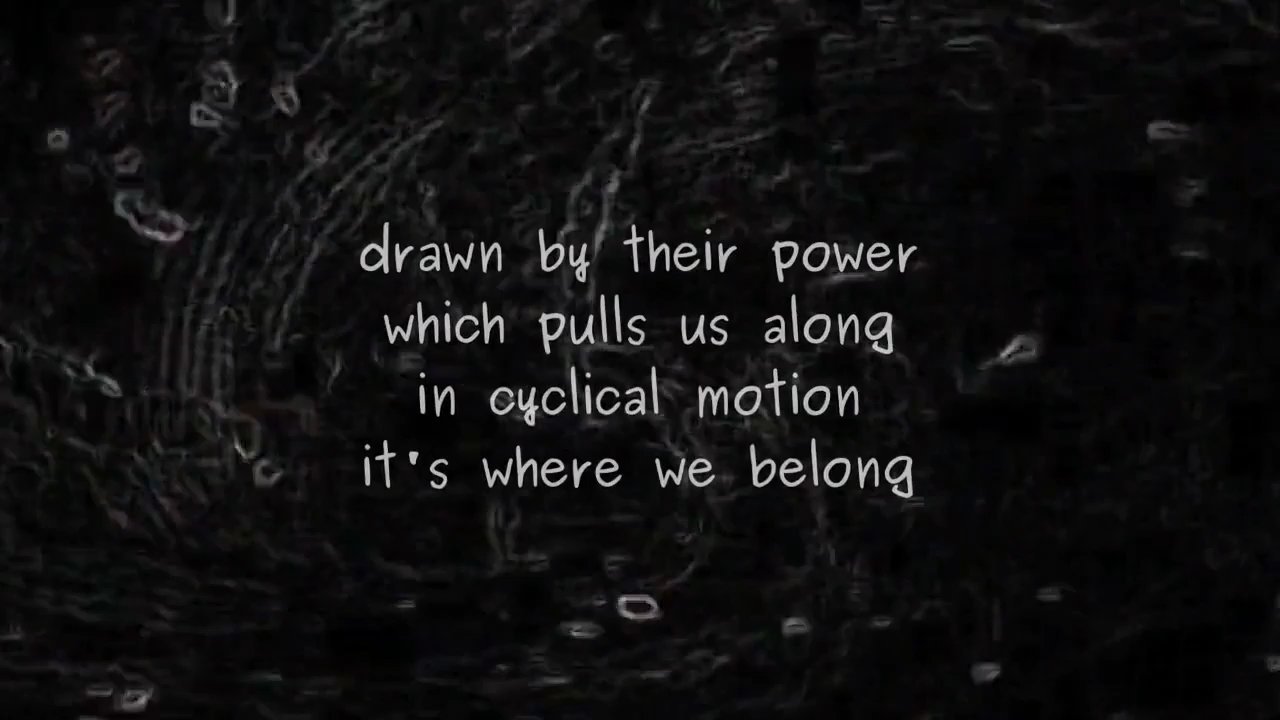 drawn by their power
which pulls us along
in cyclical motion
it's where we belong